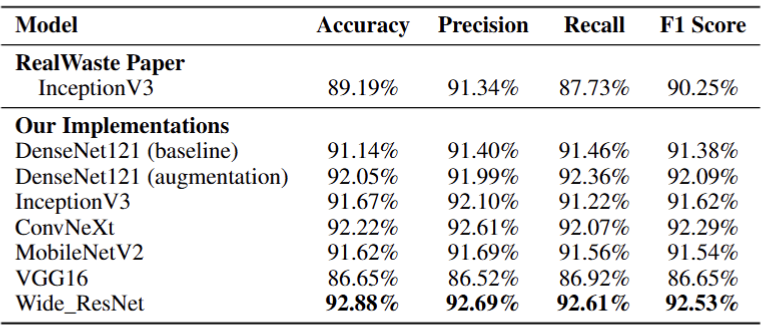 Model Accuracy Precision Recall F1 Score
RealWaste Paper
InceptionV3 89.19% 91.34% 87.73% 90.25%
Our Implementations
DenseNet121 (baseline) 91.14% 91.40% 91.46% 91.38%
DenseNet121 (augmentation) 92.05% 91.99% 92.36% 92.09%
InceptionV3 91.67% 92.10% 91.22% 91.62%
ConvNeXt 92.22% 92.61% 92.07% 92.29%
MobileNetV2 91.62% 91.69% 91.56% 91.54%
VGG16 86.65% 86.52% 86.92% 86.65%
Wide_ResNet 92.88% 92.69% 92.61% 92.53%